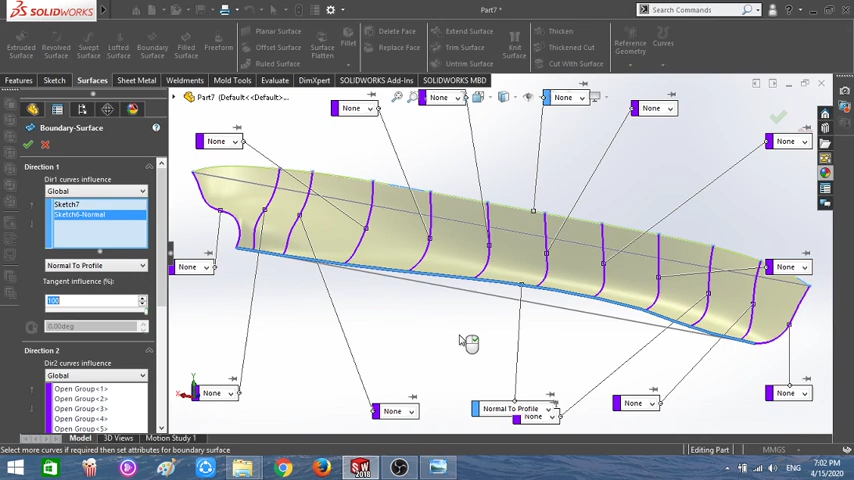 SOLIDWORKS
Part7 *
Search SOLIDWORKS Help
Extruded Surface
Revolved Surface
Swept Surface
Lofted Surface
Boundary Surface
Filled Surface
Freeform
Planar Surface
Offset Surface
Ruled Surface
Surface Flatten
Fillet
Delete Face
Replace Face
Extend Surface
Trim Surface
Untrim Surface
Knit Surface
Thicken
Thickened Cut
Cut With Surface
Reference Geometry
Curves
Features
Sketch
Surfaces
Sheet Metal
Weldments
Mold Tools
Evaluate
DimXpert
SOLIDWORKS Add-Ins
SOLIDWORKS MBD
Part7 (Default<<Default>...
Boundary-Surface
Direction 1
Dir1 curves influence
Global
Sketch7
Sketch6-Normal
Normal To Profile
Tangent influence (%):
100
0.00deg
Direction 2
Dir2 curves influence
Global
Open Group<1>
Open Group<2>
Open Group<3>
Open Group<4>
Open Group<5>
None
None
None
None
None
None
None
None
None
None
None
None
None
None
Normal To Profile
Y
X
Model
3D Views
Motion Study 1
Select more curves if required then set attributes for boundary surface
Editing Part
MMGS
SW
2018
ENG
7:02 PM